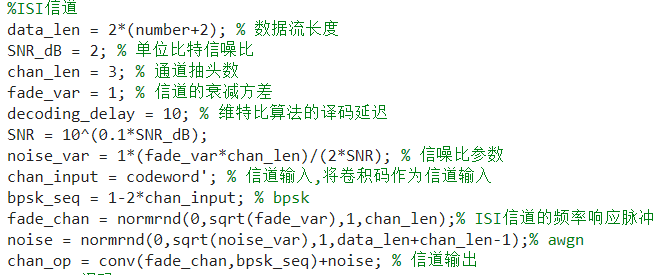 %ISI信道
data_len = 2*(number+2); % 数据流长度
SNR_dB = 2; % 单位比特信噪比
chan_len = 3; % 通道抽头数
fade_var = 1; % 信道的衰减方差
decoding_delay = 10; % 维特比算法的译码延迟
SNR = 10^(0.1*SNR_dB);
noise_var = 1*(fade_var*chan_len)/(2*SNR); % 信噪比参数
chan_input = codeword'; % 信道输入,将卷积码作为信道输入
bpsk_seq = 1-2*chan_input; % bpsk
fade_chan = normrnd(0,sqrt(fade_var),1,chan_len);% ISI信道的频率响应脉冲
noise = normrnd(0,sqrt(noise_var),1,data_len+chan_len-1);% awgn
chan_op = conv(fade_chan,bpsk_seq)+noise; % 信道输出